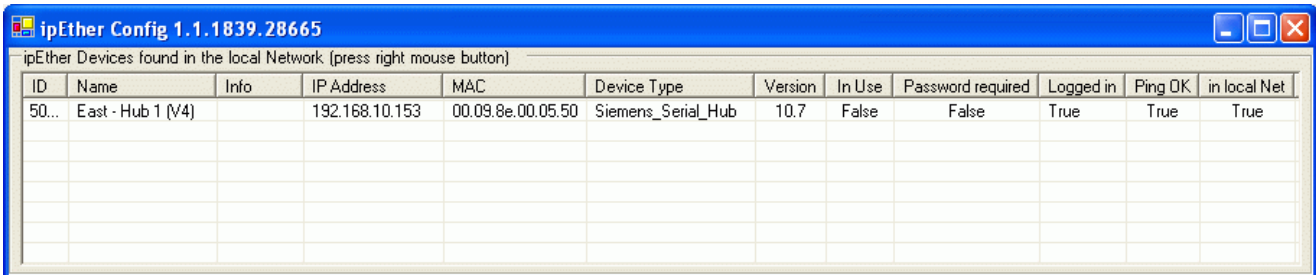 ipEther Config 1.1.1839.28665
ipEther Devices found in the local Network (press right mouse button)
ID Name Info IP Address MAC Device Type Version In Use Password required Logged in Ping OK in local Net
50... East - Hub 1 (V4) 192.168.10.153 00.09.8e.00.05.50 Siemens_Serial_Hub 10.7 False False True True True